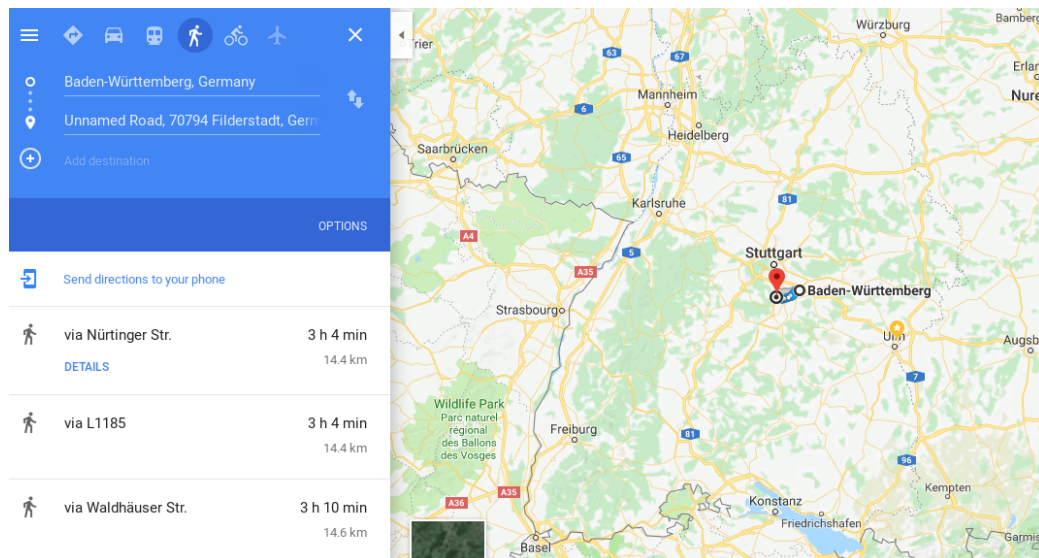 Baden-Württemberg, Germany
Unnamed Road, 70794 Filderstadt, Gern
Add destination
OPTIONS
Send directions to your phone
via Nürtinger Str.
3 h 4 min
14.4 km
DETAILS
via L1185
3 h 4 min
14.4 km
via Waldhäuser Str.
3 h 10 min
14.6 km
Trier
Würzburg
Bamberg
63
67
Erlan
Mannheim
6
Nure
Heidelberg
Saarbrücken
65
81
Karlsruhe
A4
5
Stuttgart
A35
Baden-Württemberg
Strasbourg
Ulm
Augsb
7
Wildlife Park
Parc naturel
régional
des Ballons
des Vosges
Freiburg
81
96
A35
A36
Konstanz
Kempten
Friedrichshafen
Basel
Garmis